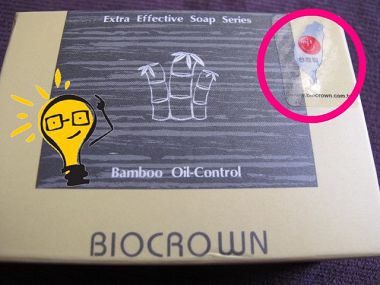 Extra Effective Soap Series
Bamboo Oil-Control
BIOCROWN